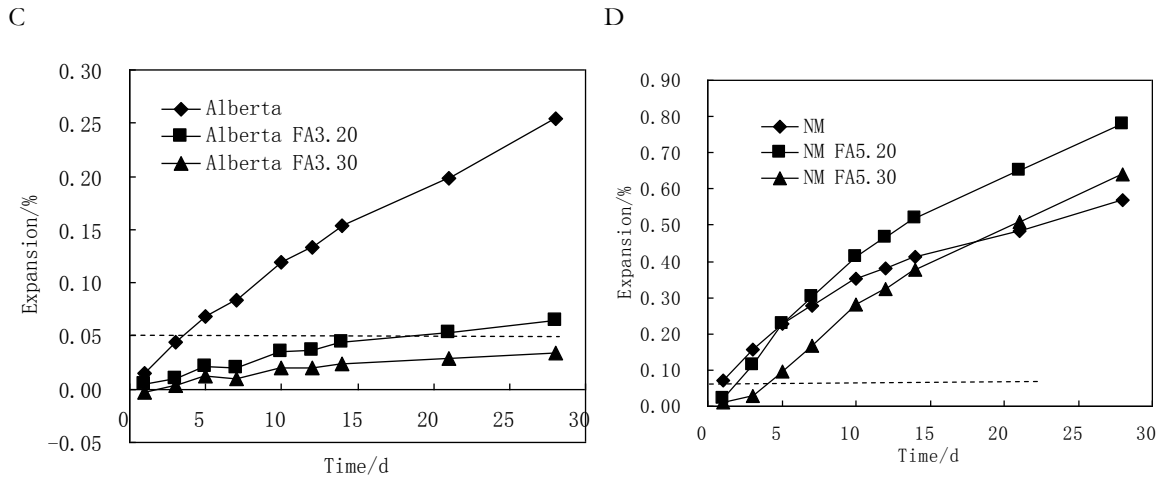 C
0.30
0.25
0.20
0.15
0.10
0.05
0.00
-0.05
Expansion/%
Alberta
Alberta FA3.20
Alberta FA3.30
0 5 10 15 20 25 30
Time/d
D
0.90
0.80
0.70
0.60
0.50
0.40
0.30
0.20
0.10
0.00
Expansion/%
NM
NM FA5.20
NM FA5.30
0 5 10 15 20 25 30
Time/d